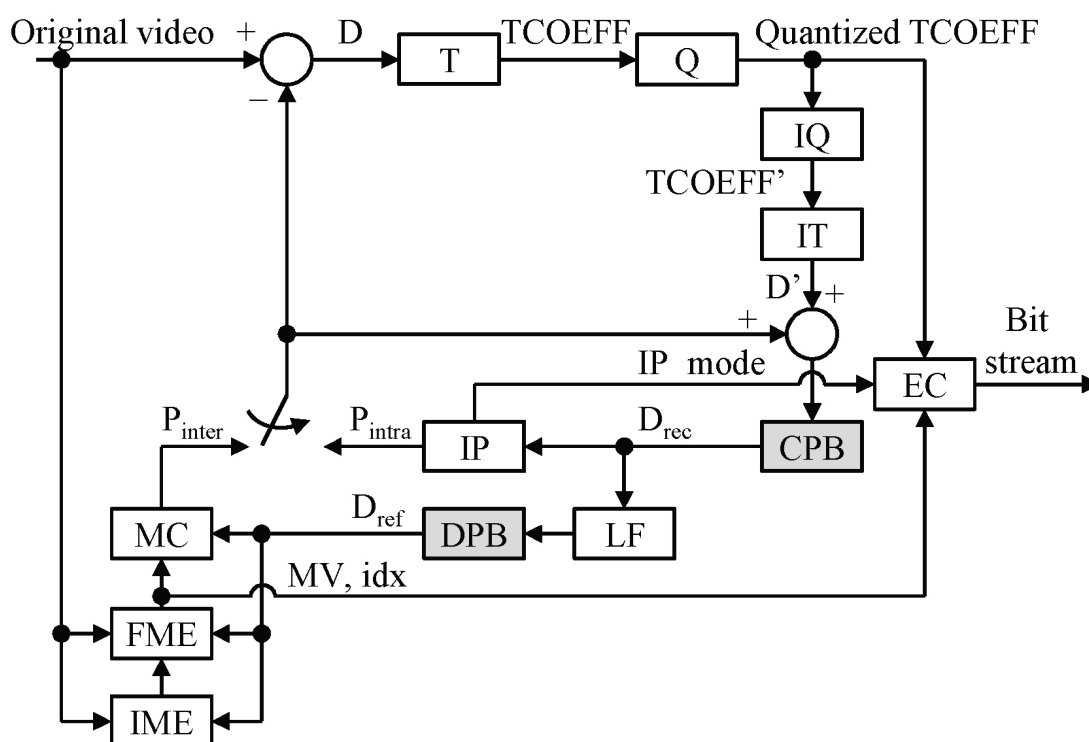 Original video
+
D
TCOEFF
Quantized TCOEFF
T
Q
−
IQ
TCOEFF’
IT
D’
+
+
Bit
stream
IP mode
EC
P inter
P intra
IP
D rec
CPB
D ref
MC
DPB
LF
MV, idx
FME
IME